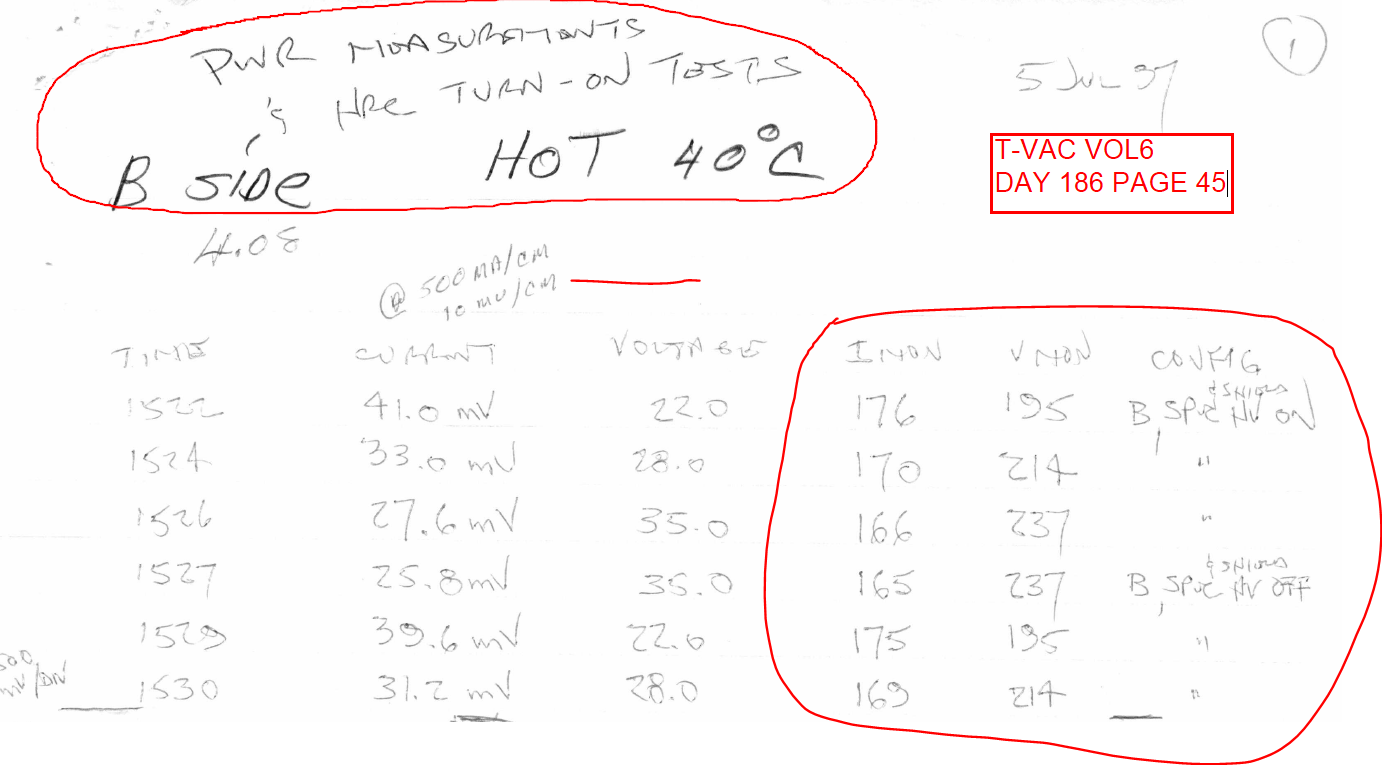 PWR MEASUREMENTS
& HRC TURN-ON TESTS
B SIDE HOT 40°C
1
5 JUL 97
T-VAC VOL6
DAY 186 PAGE 45
4.08
@ 500 MA/CM
10 MV/CM
TIME CURRENT VOLTAGE IMON VMON CONFIG
1522 41.0 mV 22.0 176 195 B, SPEC & SHIELD HV ON
1524 33.0 mV 28.0 170 214 "
1526 27.6 mV 35.0 166 237 "
1527 25.8 mV 35.0 165 237 B, SPEC & SHIELD HV OFF
1529 39.6 mV 22.0 175 195 "
500
mV/DIV
1530 31.2 mV 28.0 169 214 "